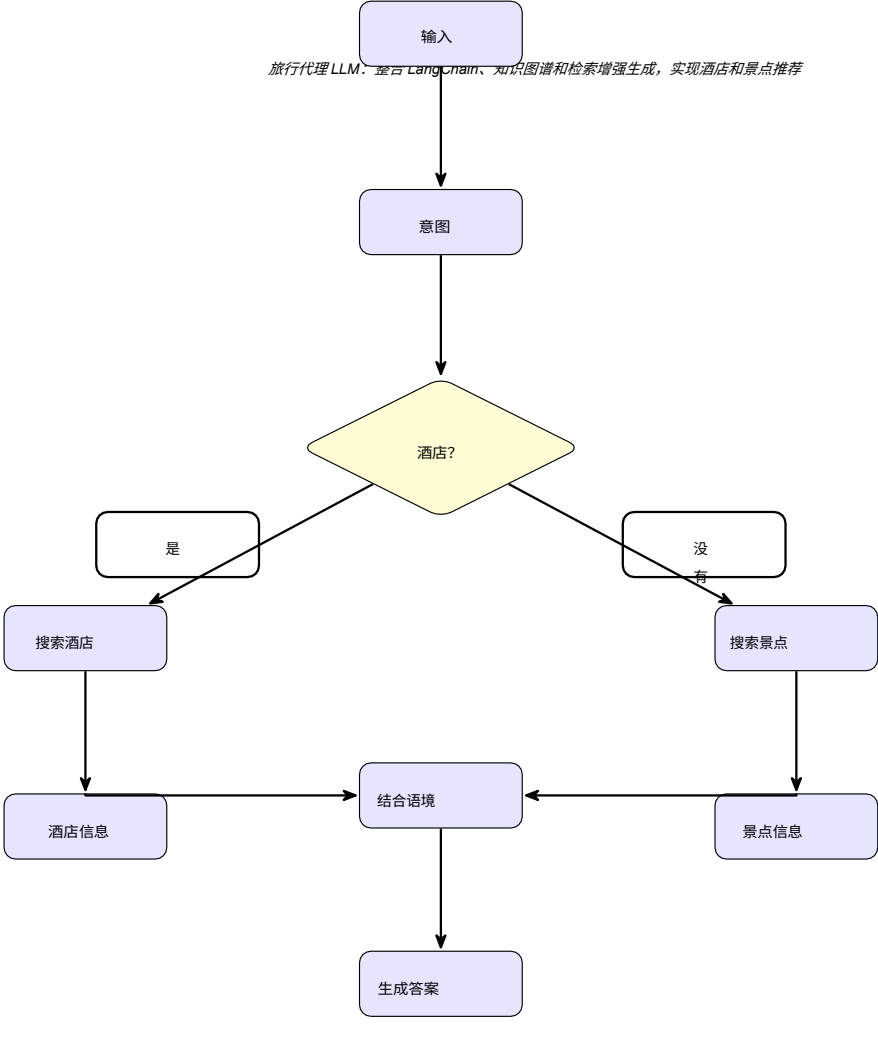 输入
旅行代理 LLM：整合 LangChain、知识图谱和检索增强生成，实现酒店和景点推荐
意图
酒店？
是
没
有
搜索酒店
搜索景点
结合语境
酒店信息
景点信息
生成答案